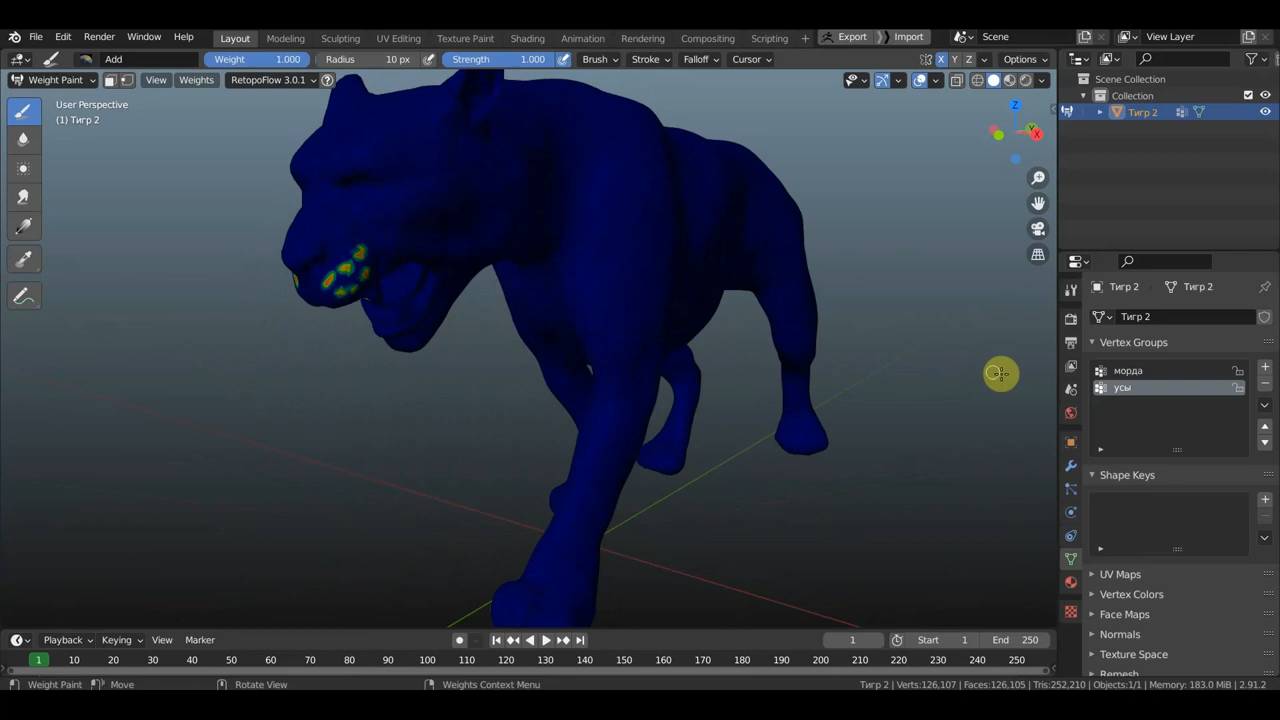 File Edit Render Window Help Layout Modeling Sculpting UV Editing Texture Paint Shading Animation Rendering Compositing Scripting + Export Import Scene View Layer
Add Weight 1.000 Radius 10 px Strength 1.000 Brush Stroke Falloff Cursor X Y Z Options
Weight Paint View Weights RetopoFlow 3.0.1
Scene Collection
Collection
Тигр 2
User Perspective
(1) Тигр 2
Z
Y
X
Тигр 2 Тигр 2
Тигр 2
Vertex Groups
морда
усы
Shape Keys
UV Maps
Vertex Colors
Face Maps
Normals
Texture Space
Remesh
Playback Keying View Marker 1 Start 1 End 250
1 10 20 30 40 50 60 70 80 90 100 110 120 130 140 150 160 170 180 190 200 210 220 230 240 250
Weight Paint Move Rotate View Weights Context Menu Тигр 2 | Verts:126,107 | Faces:126,105 | Tris:252,210 | Objects:1/1 | Memory: 183.0 MiB | 2.91.2